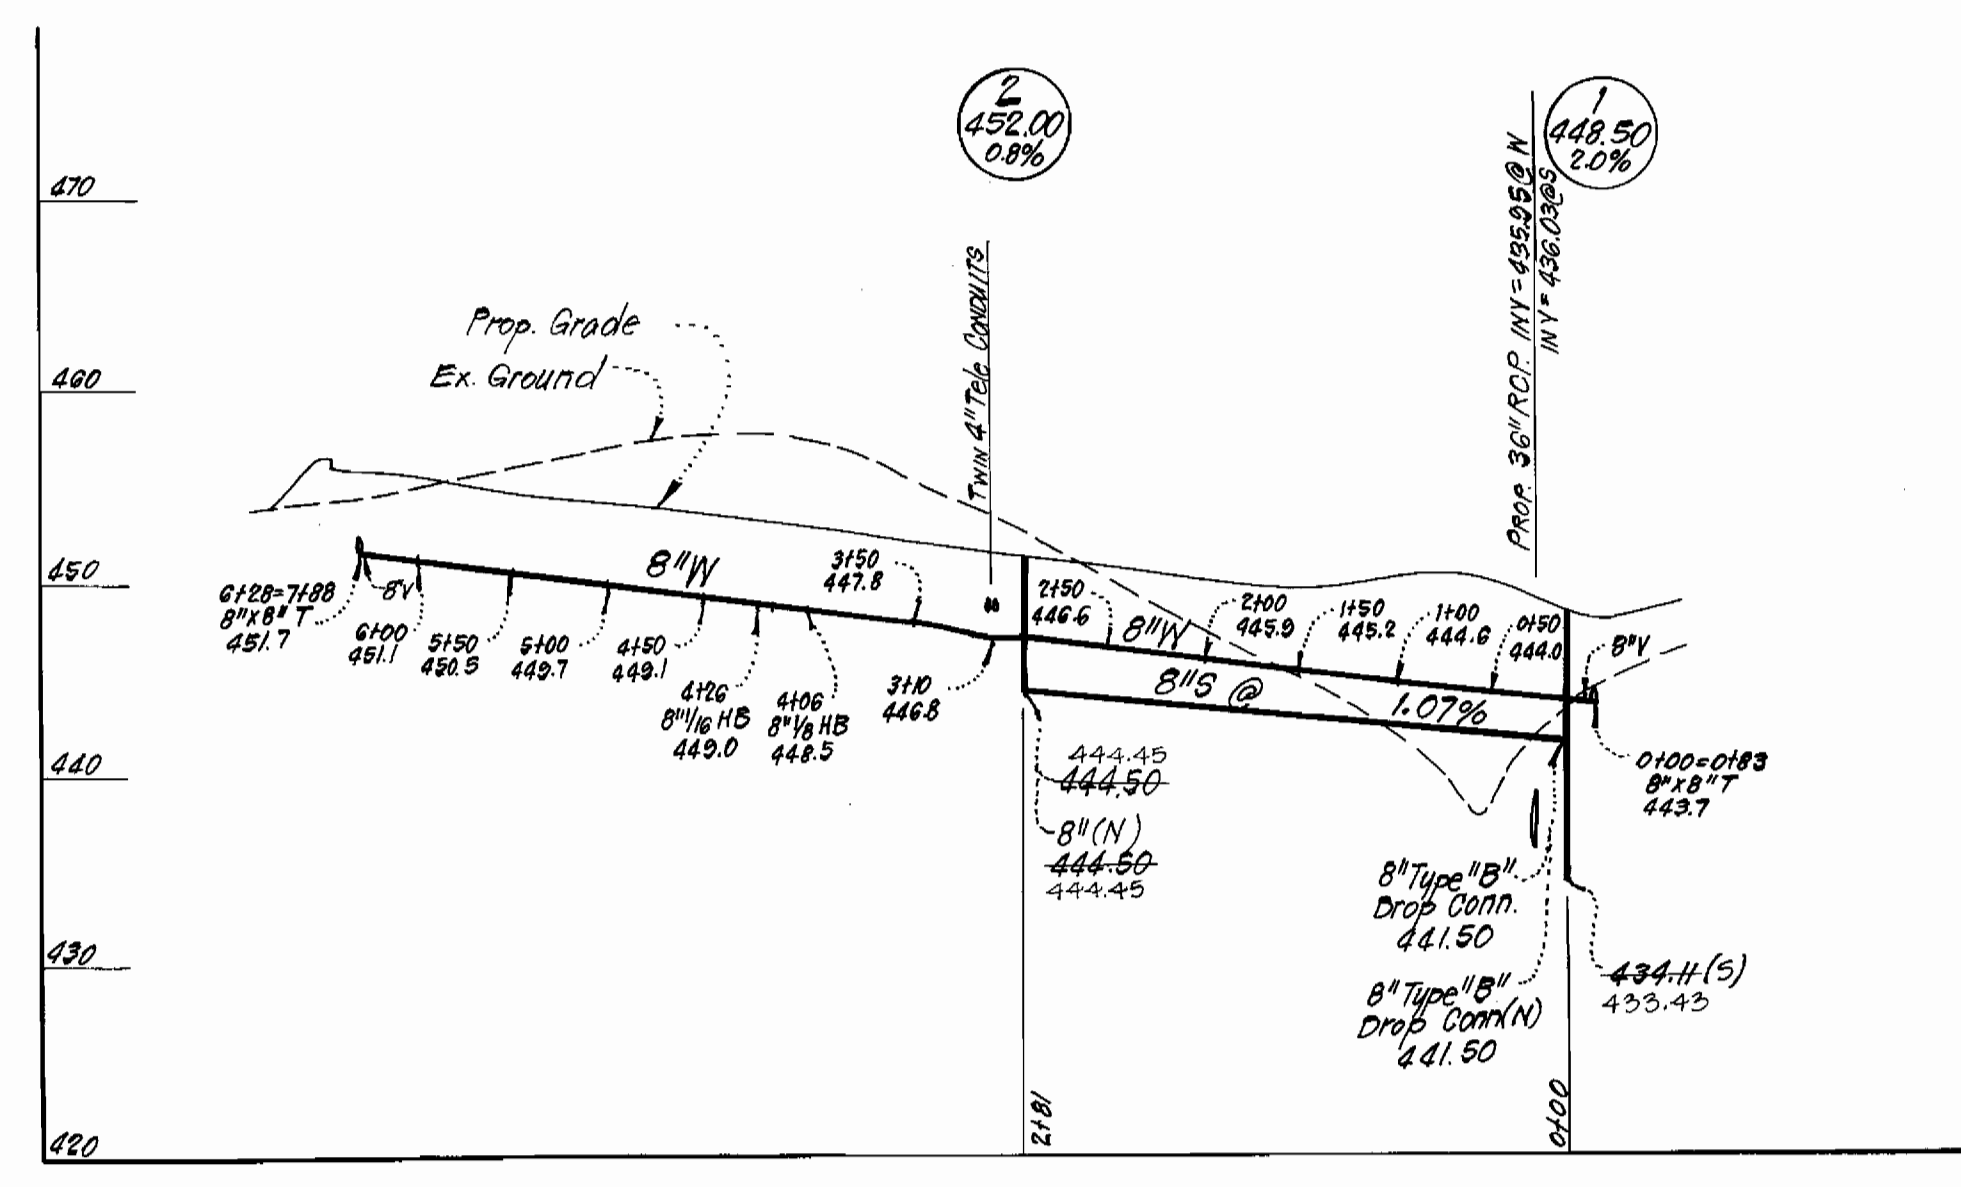 2
452.00
0.8%
1
448.50
2.0%
470
460
450
440
430
420
Prop. Grade
Ex. Ground
TWIN 4" Tele CONDUITS
PROP. 36" RCP. INV = 435.95@N
INV = 436.03@S
8"W
3+50
447.8
6+28=7+88
8"x8" T
451.7
8"V
6+00
451.1
5+50
450.3
5+00
449.7
4+50
449.1
4+26
8" 1/16 HB
449.0
4+06
8" 1/8 HB
448.5
3+10
446.8
2+50
446.6
8"W
2+00
445.9
1+50
445.2
1+00
444.6
0+50
444.0
8"V
8"S @ 1.07%
0+00=0+83
8"x8" T
443.7
444.45
444.50
8"(N)
444.50
444.45
8" Type "B"
Drop Conn.
441.50
8" Type "B"
Drop Conn(N)
441.50
434.11(S)
433.43
2+81
0+00